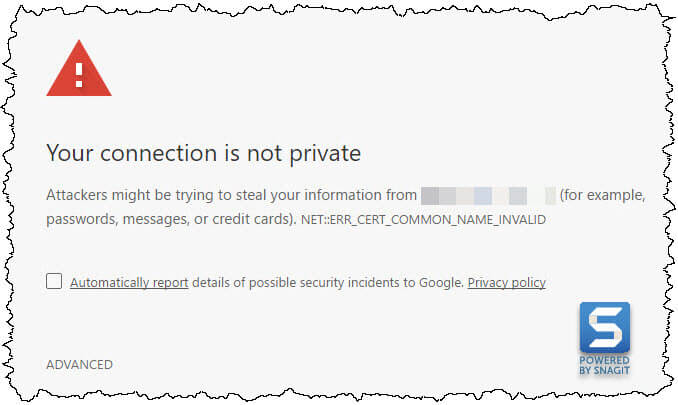 Your connection is not private
Attackers might be trying to steal your information from (for example,
passwords, messages, or credit cards). NET::ERR_CERT_COMMON_NAME_INVALID
Automatically report details of possible security incidents to Google. Privacy policy
ADVANCED
S
POWERED
BY SNAGIT